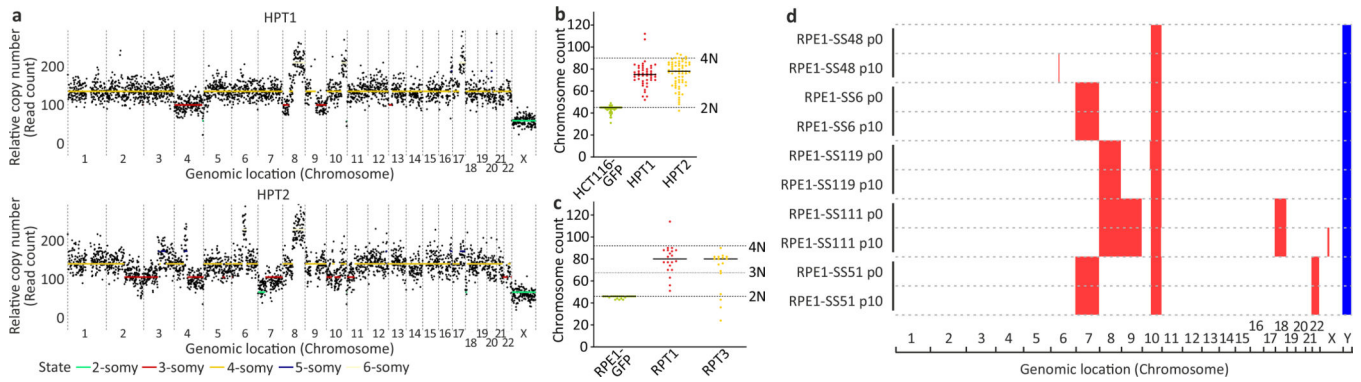 a
HPT1
Relative copy number
(Read count)
200
100
0
1 2 3 4 5 6 7 8 9 10 11 12 13 14 15 16 17 18 19 20 21 22 X
Genomic location (Chromosome)
HPT2
Relative copy number
(Read count)
200
100
0
1 2 3 4 5 6 7 8 9 10 11 12 13 14 15 16 17 18 19 20 21 22 X
Genomic location (Chromosome)
State 2-somy 3-somy 4-somy 5-somy 6-somy
b
Chromosome count
120
100
80
60
40
20
0
4N
2N
HCT116-
GFP
HPT1
HPT2
c
Chromosome count
120
100
80
60
40
20
0
4N
3N
2N
RPE1-
GFP
RPT1
RPT3
d
RPE1-SS48 p0
RPE1-SS48 p10
RPE1-SS6 p0
RPE1-SS6 p10
RPE1-SS119 p0
RPE1-SS119 p10
RPE1-SS111 p0
RPE1-SS111 p10
RPE1-SS51 p0
RPE1-SS51 p10
1 2 3 4 5 6 7 8 9 10 11 12 13 14 15 16 17 18 19 20 21 22 X Y
Genomic location (Chromosome)